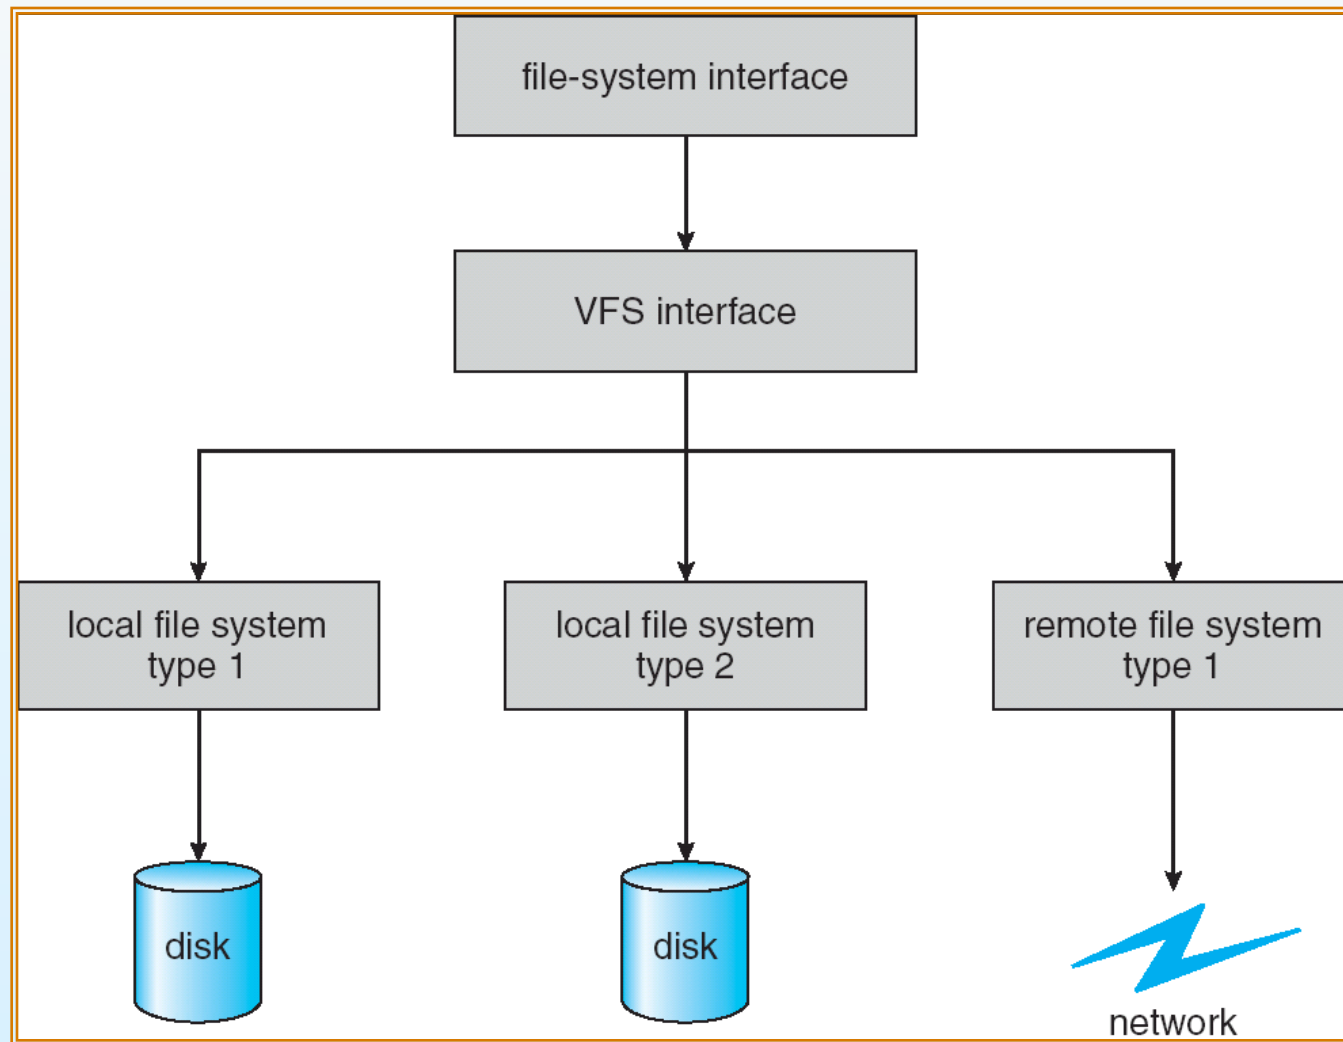 file-system interface
VFS interface
local file system
type 1
local file system
type 2
remote file system
type 1
disk
disk
network